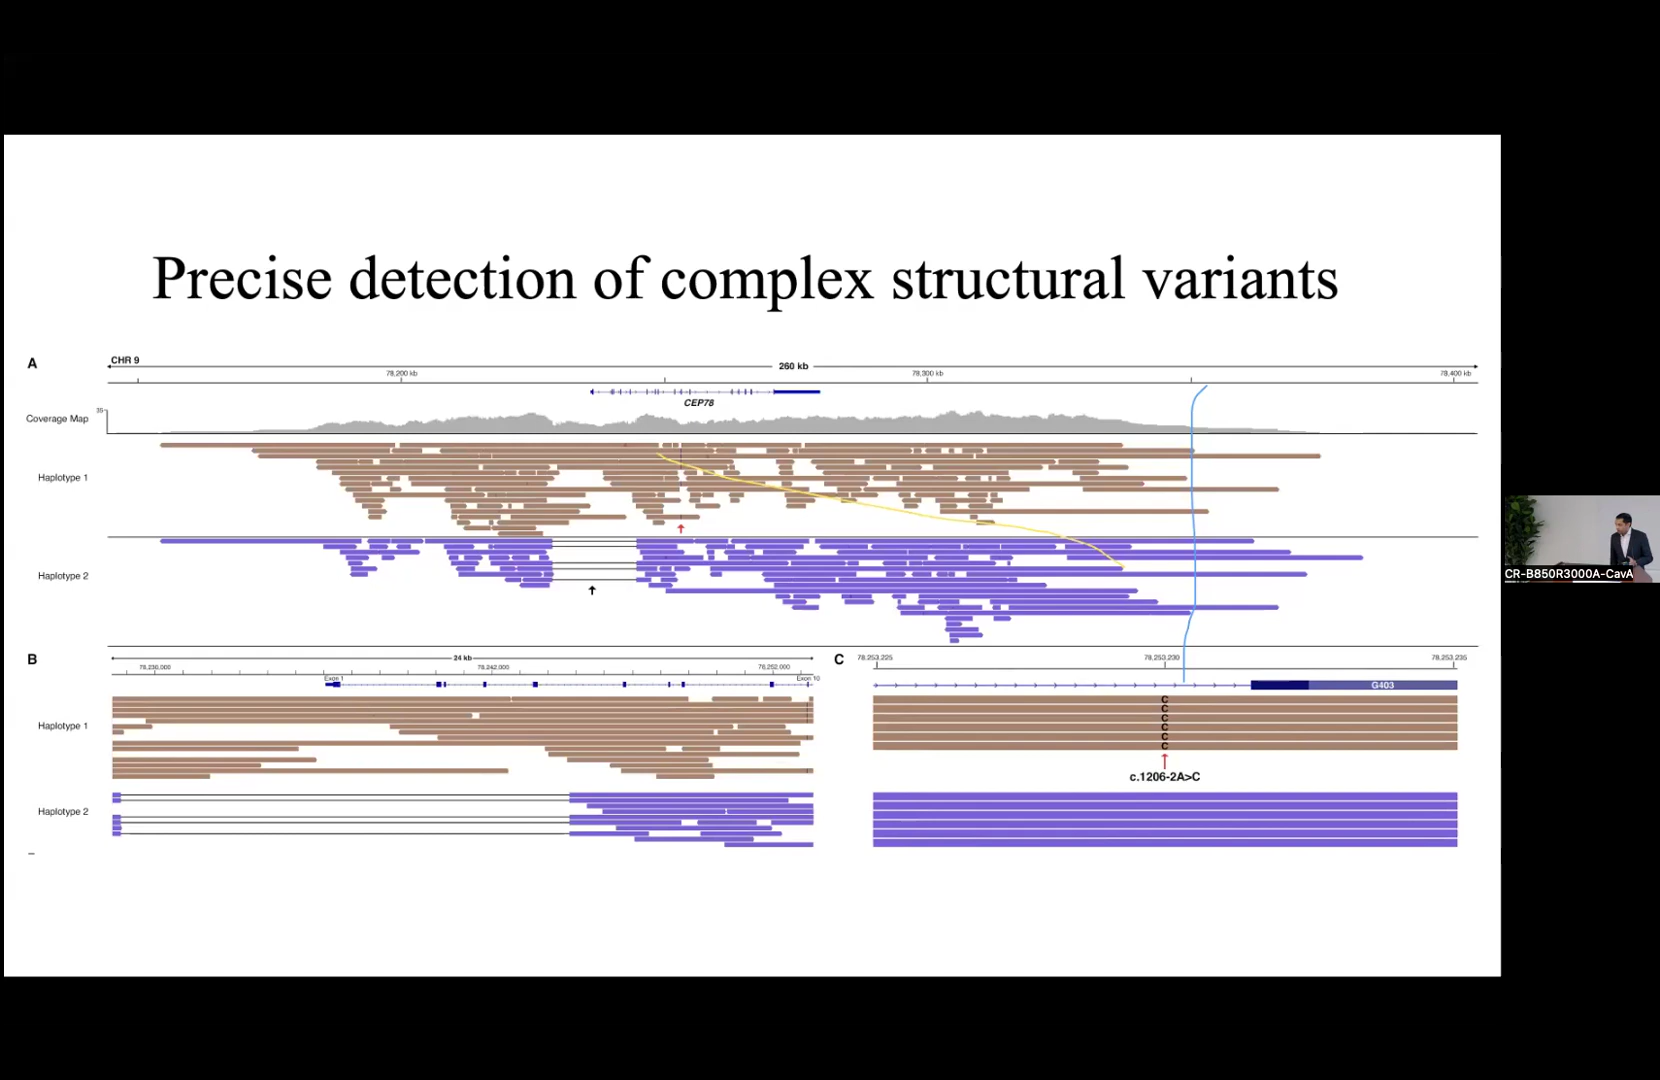 Precise detection of complex structural variants
A
CHR 9
260 kb
78,200 kb
78,300 kb
78,400 kb
CEP78
35
Coverage Map
Haplotype 1
Haplotype 2
B
24 kb
78,230,000
78,242,000
78,252,000
Exon 1
Exon 10
Haplotype 1
Haplotype 2
C
78,253,225
78,253,230
78,253,235
G403
C
C
C
C
C
C
c.1206-2A>C
CR-B850R3000A-CavA